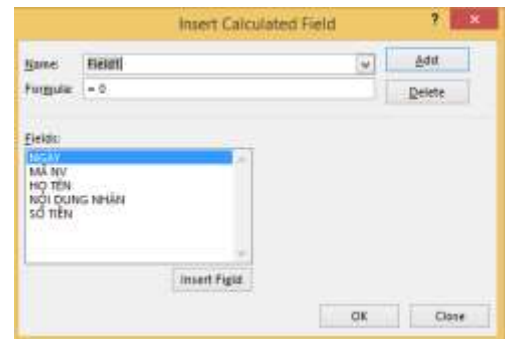 Insert Calculated Field
?
Name: Field1
Add
Formula: = 0
Delete
Fields:
NGAY
MÃ NV
HỌ TÊN
NỘI DUNG NHẬN
SỐ TIỀN
Insert Field
OK
Close